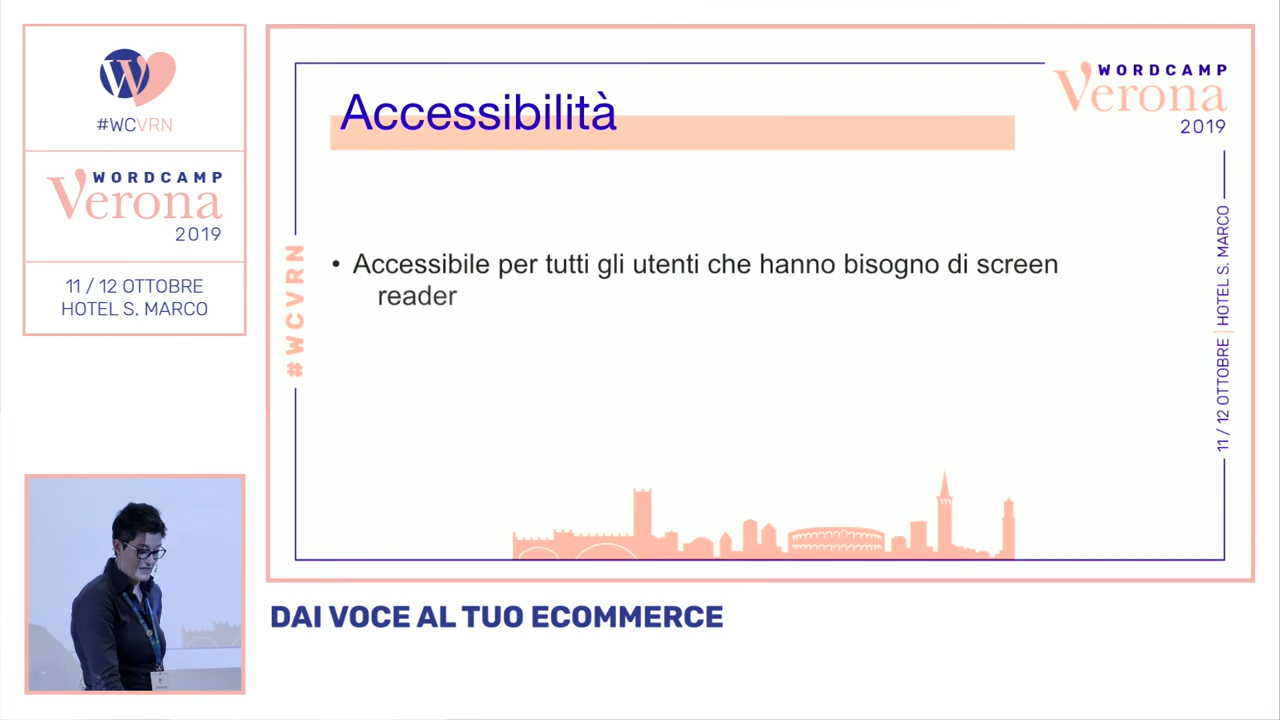 #WCVRN
WORDCAMP
Verona
2019
11 / 12 OTTOBRE
HOTEL S. MARCO
Accessibilità
WORDCAMP
Verona
2019
• Accessibile per tutti gli utenti che hanno bisogno di screen
reader
#WCVRN
11 / 12 OTTOBRE | HOTEL S. MARCO
DAI VOCE AL TUO ECOMMERCE